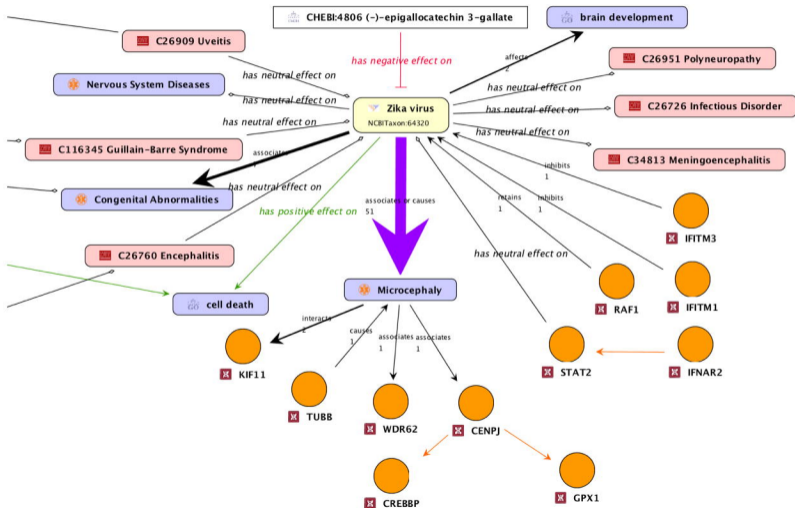 CHEBI:4806 (-)-epigallocatechin 3-gallate
GO brain development
C26909 Uveitis
has negative effect on
affects
2
C26951 Polyneuropathy
has neutral effect on
has neutral effect on
Nervous System Diseases
has neutral effect on
Zika virus
NCBITaxon:64320
has neutral effect on
C26726 Infectious Disorder
has neutral effect on
has neutral effect on
C116345 Guillain-Barre Syndrome
C34813 Meningoencephalitis
associates
inhibits
1
has neutral effect on
Congenital Abnormalities
associates or causes
51
retains
1
inhibits
1
has positive effect on
IFITM3
C26760 Encephalitis
has neutral effect on
Microcephaly
GO cell death
RAF1
IFITM1
interacts
2
causes
1
associates
1
associates
1
KIF11
STAT2
IFNAR2
TUBB
WDR62
CENPJ
CREBBP
GPX1